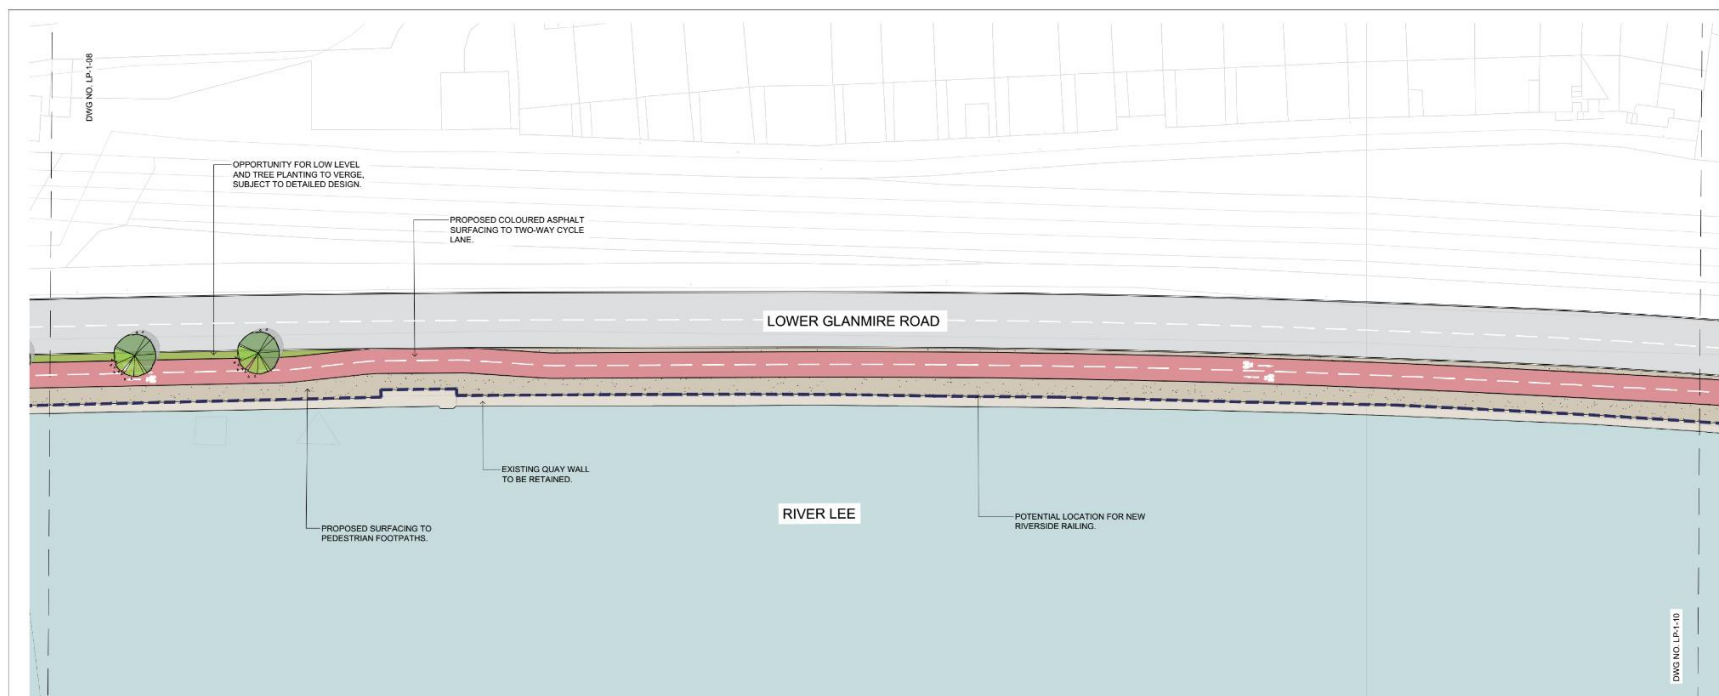 DWG NO. LP-1-08
OPPORTUNITY FOR LOW LEVEL
AND TREE PLANTING TO VERGE,
SUBJECT TO DETAILED DESIGN.
PROPOSED COLOURED ASPHALT
SURFACING TO TWO-WAY CYCLE
LANE.
LOWER GLANMIRE ROAD
EXISTING QUAY WALL
TO BE RETAINED.
RIVER LEE
PROPOSED SURFACING TO
PEDESTRIAN FOOTPATHS.
POTENTIAL LOCATION FOR NEW
RIVERSIDE RAILING.
DWG NO. LP-1-10